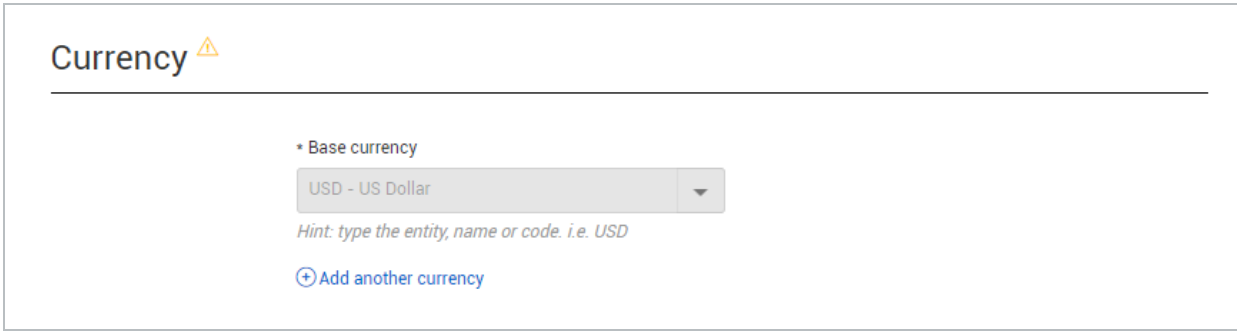 Currency
* Base currency
USD - US Dollar
Hint: type the entity, name or code. i.e. USD
Add another currency